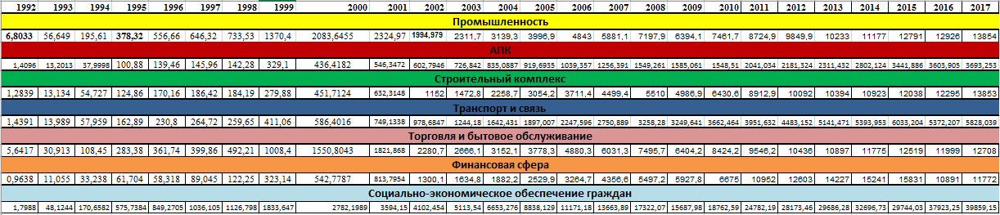 1992 1993 1994 1995 1996 1997 1998 1999 2000 2001 2002 2003 2004 2005 2006 2007 2008 2009 2010 2011 2012 2013 2014 2015 2016 2017
Промышленность
6,8033 56,649 195,61 378,32 556,66 646,32 733,53 1370,4 2083,6455 2324,97 1994,979 2311,7 3139,3 3996,9 4843 5881,1 7197,9 6394,1 7461,7 8724,9 9849,9 10233 11177 12791 12926 13854
АПК
1,4096 13,2013 37,9998 100,88 139,46 145,96 142,28 329,1 436,4182 546,3472 602,7946 726,842 835,0887 919,6935 1039,357 1256,391 1549,261 1585,061 1548,51 2041,034 2181,324 2311,432 2802,124 3441,886 3603,905 3693,253
Строительный комплекс
1,2839 13,134 54,727 124,86 170,16 186,42 184,19 279,88 451,7124 632,3148 1152 1472,8 2258,7 3054,2 3711,4 4499,4 5510 4986,9 6430,6 8912,9 10092 10394 10923 12038 12295 13853
Транспорт и связь
1,4391 13,989 57,959 162,89 230,8 264,72 259,65 411,06 586,4016 749,1338 978,6847 1244,18 1642,431 1897,007 2247,596 2750,889 3258,28 3249,641 3662,464 3951,512 4483,152 5141,471 5393,953 6033,204 5372,207 5828,039
Торговля и бытовое обслуживание
5,6417 30,913 108,45 283,38 361,74 399,86 492,21 1008,4 1550,8043 1821,868 2280,7 2666,1 3152,1 3778,3 4880,3 6031,3 7495,7 6404,2 8424,2 9546,2 10436 10897 11775 12519 11999 12708
Финансовая сфера
0,9638 11,055 33,238 61,704 58,318 89,045 122,25 323,14 542,7787 813,7954 1300,1 1634,8 1882,2 2529,9 3264,7 4356,6 5497,2 5927,8 6675 10952 12603 14227 15241 15831 10891 11772
Социально-экономическое обеспечение граждан
1,7988 48,1244 170,6582 575,7384 849,2705 1036,105 1126,798 1833,647 2782,1989 3594,15 4102,454 5113,54 6653,276 8838,129 11171,18 13663,89 17322,07 15687,98 18762,59 24782,19 28173,46 29686,28 32696,73 29744,03 37923,25 39859,15